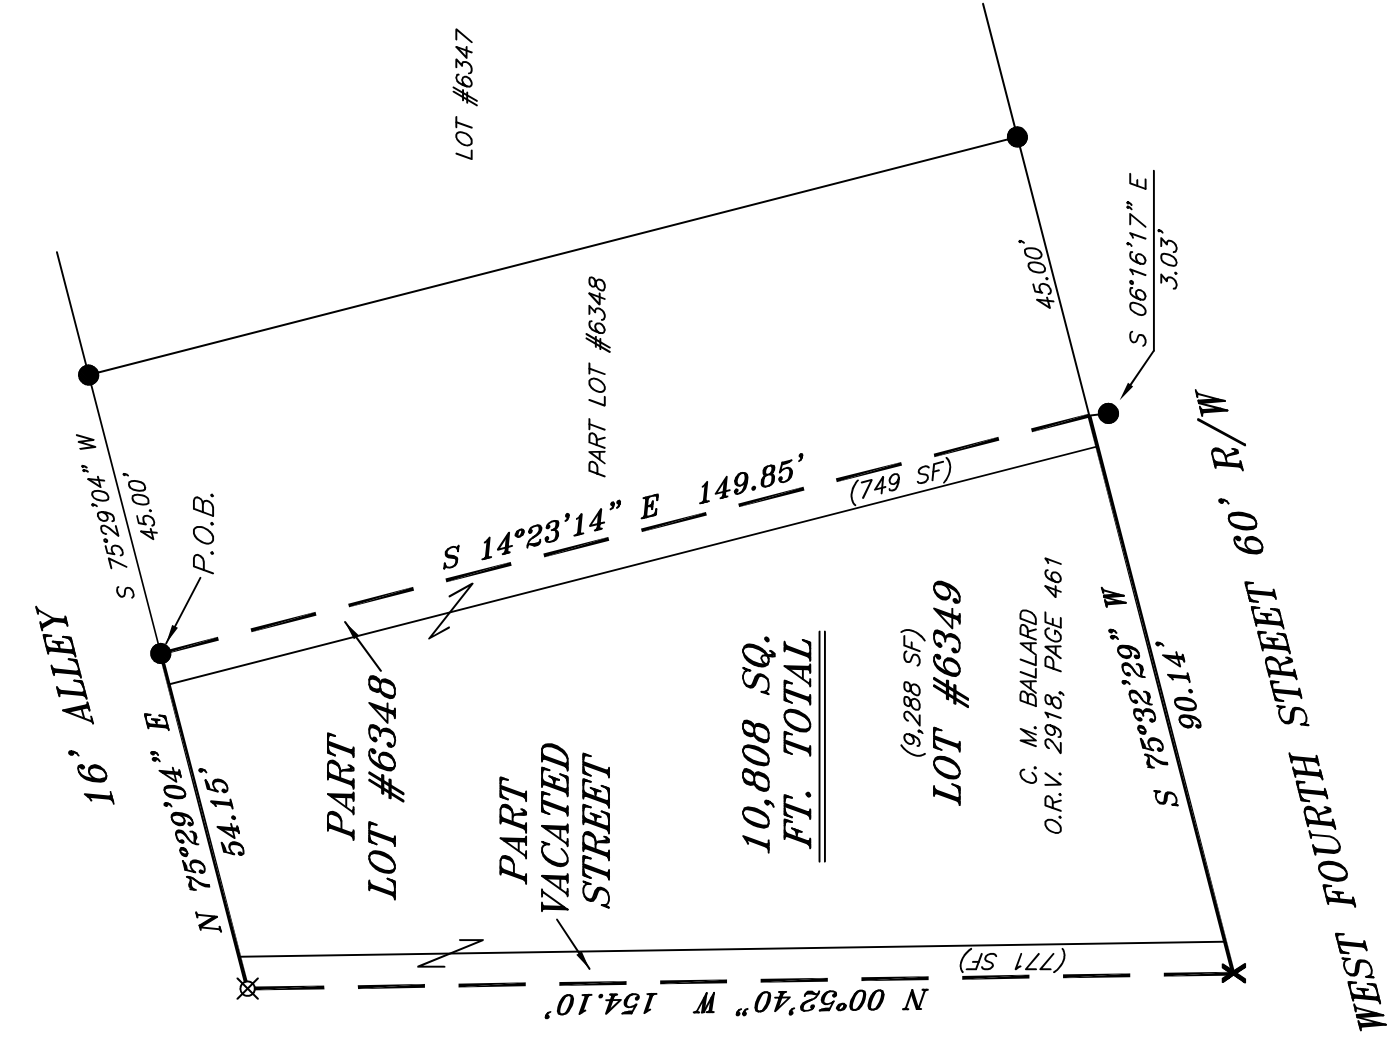 LOT #6347
16' ALLEY
S 75°29'04" W
45.00'
P.O.B.
PART LOT #6348
45.00'
S 06°16'17" E
3.03'
S 14°23'14" E 149.85'
(749 SF)
N 75°29'04" E
54.15'
PART
LOT #6348
PART
VACATED
STREET
10,808 SQ.
FT. TOTAL
(9,288 SF)
LOT #6349
C. M. BALLARD
O.R.V. 2918, PAGE 461
S 75°32'29" W
90.14'
(771 SF)
N 00°52'40" W 154.10'
WEST FOURTH STREET 60' R/W